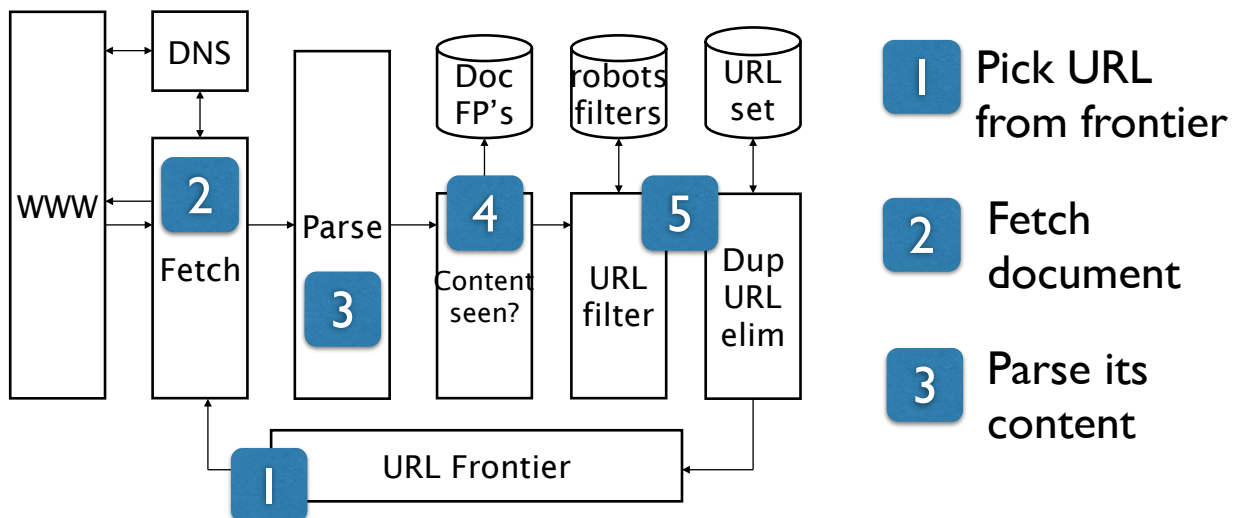 DNS
Doc
FP's
robots
filters
URL
set
WWW
2
Fetch
Parse
3
4
Content
seen?
5
URL
filter
Dup
URL
elim
1
URL Frontier
1
Pick URL
from frontier
2
Fetch
document
3
Parse its
content